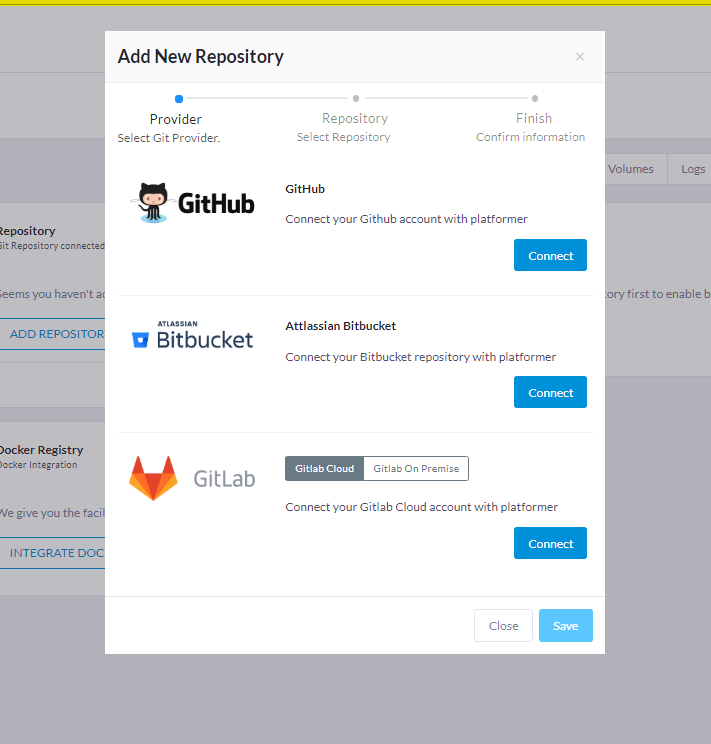 Add New Repository
×
Provider
Repository
Finish
Select Git Provider.
Select Repository
Confirm information
Volumes
Logs
GitHub
GitHub
Connect your Github account with platformer
Connect
Repository
Git Repository connected
Seems you haven't
first to enable
ADD REPOSITOR
ATLASSIAN
Bitbucket
Attlassian Bitbucket
Connect your Bitbucket repository with platformer
Connect
Docker Registry
Docker Integration
We give you the facil
INTEGRATE DOC
GitLab
Gitlab Cloud
Gitlab On Premise
Connect your Gitlab Cloud account with platformer
Connect
Close
Save